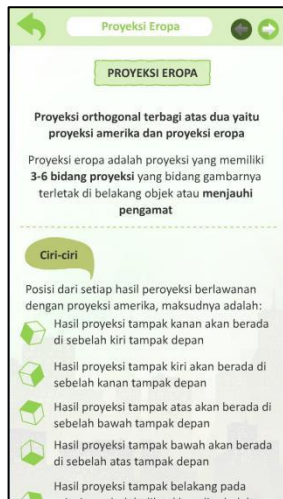 Proyeksi Eropa
PROYEKSI EROPA
Proyeksi orthogonal terbagi atas dua yaitu
proyeksi amerika dan proyeksi eropa
Proyeksi eropa adalah proyeksi yang memiliki
3-6 bidang proyeksi yang bidang gambarnya
terletak di belakang objek atau menjauhi
pengamat
Ciri-ciri
Posisi dari setiap hasil peroyeksi berlawanan
dengan proyeksi amerika, maksudnya adalah:
Hasil proyeksi tampak kanan akan berada
di sebelah kiri tampak depan
Hasil proyeksi tampak kiri akan berada di
sebelah kanan tampak depan
Hasil proyeksi tampak atas akan berada di
sebelah bawah tampak depan
Hasil proyeksi tampak bawah akan berada
di sebelah atas tampak depan
Hasil proyeksi tampak belakang pada